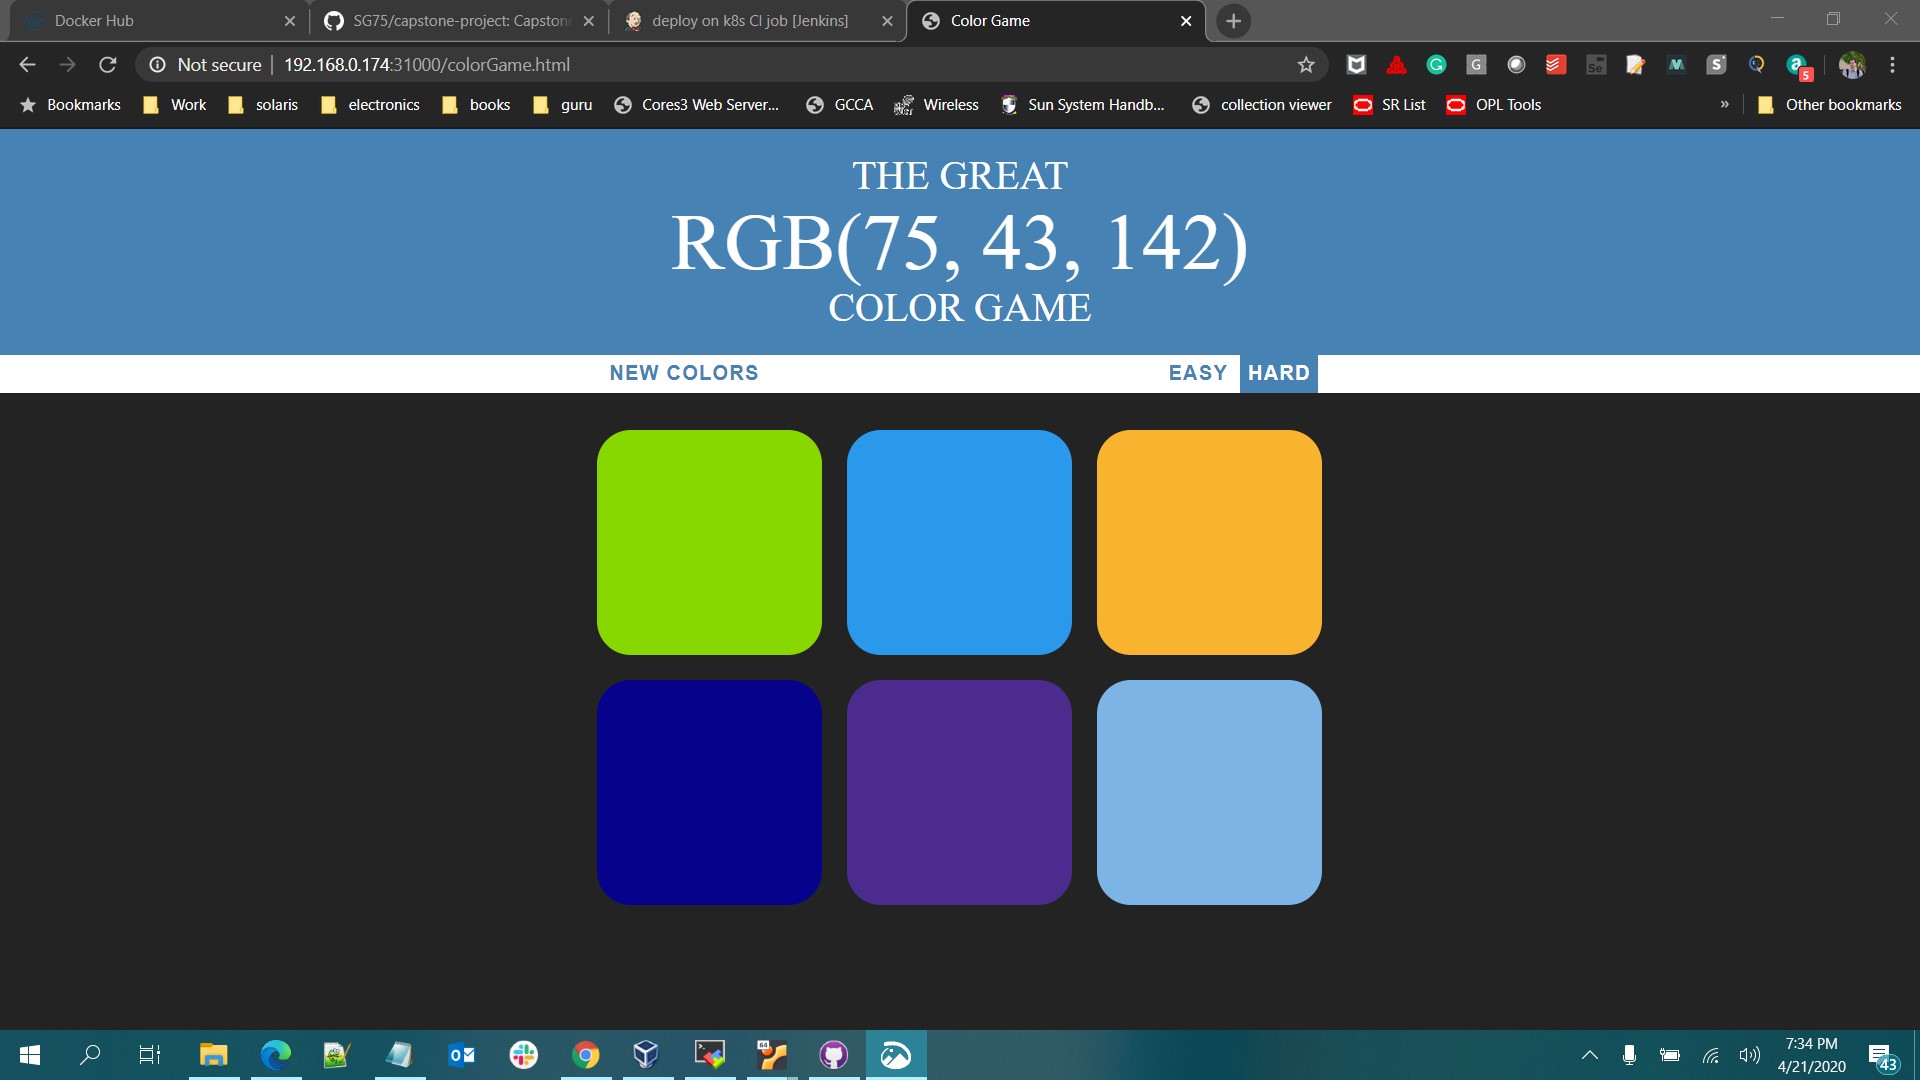 Docker Hub
SG75/capstone-project: Capston
deploy on k8s CI job [Jenkins]
Color Game
Not secure
192.168.0.174:31000/colorGame.html
5
Bookmarks
Work
solaris
electronics
books
guru
Cores3 Web Server...
GCCA
Wireless
Sun System Handb...
collection viewer
SR List
OPL Tools
»
Other bookmarks
THE GREAT
RGB(75, 43, 142)
COLOR GAME
NEW COLORS
EASY
HARD
64
7:34 PM
4/21/2020
43